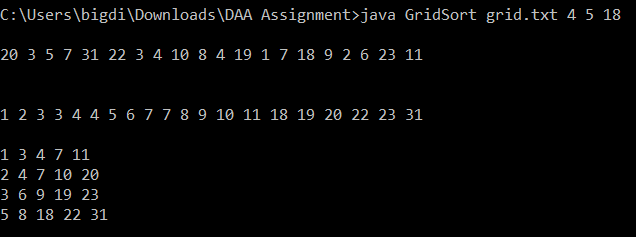 C:\Users\bigdi\Downloads\DAA Assignment>java GridSort grid.txt 4 5 18
20 3 5 7 31 22 3 4 10 8 4 19 1 7 18 9 2 6 23 11
1 2 3 3 4 4 5 6 7 7 8 9 10 11 18 19 20 22 23 31
1 3 4 7 11
2 4 7 10 20
3 6 9 19 23
5 8 18 22 31